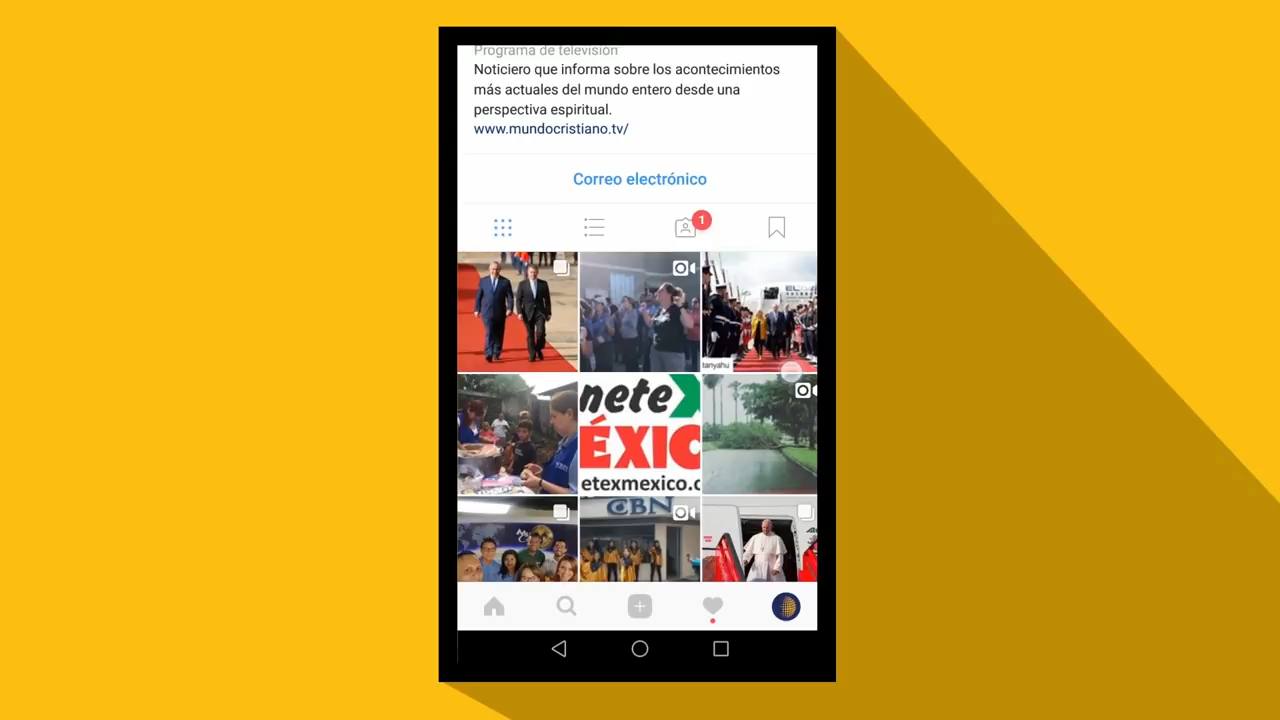 Programa de televisión
Noticiero que informa sobre los acontecimientos
más actuales del mundo entero desde una
perspectiva espiritual.
www.mundocristiano.tv/
Correo electrónico
1
tanyahu
nete
ÉXIC
etexmexico.c
CBN